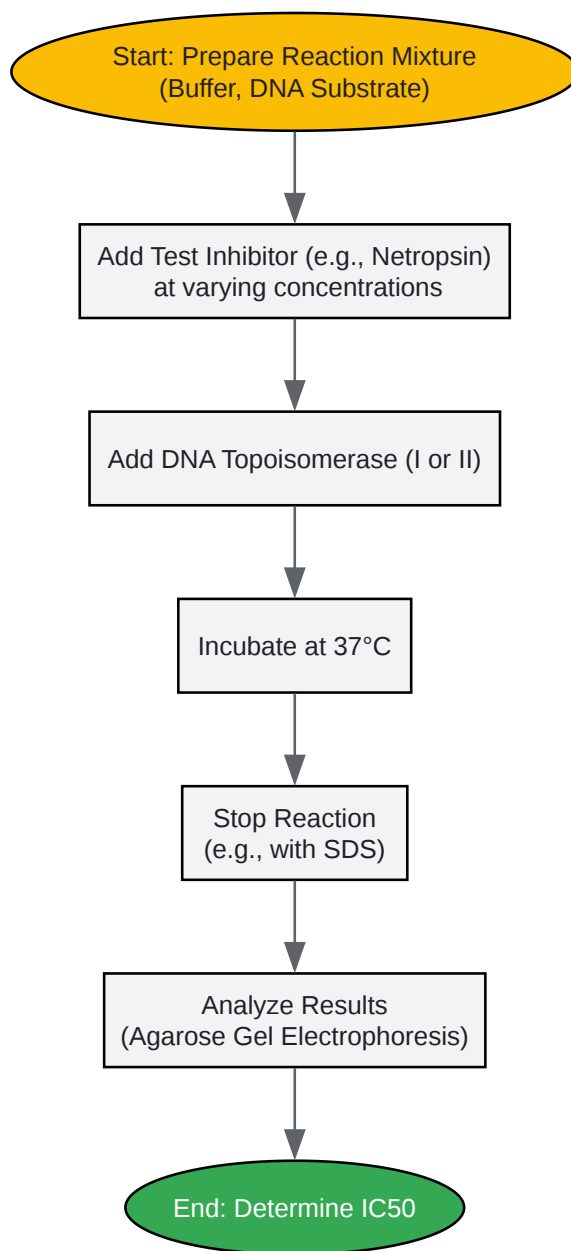 Start: Prepare Reaction Mixture
(Buffer, DNA Substrate)
Add Test Inhibitor (e.g., Netropsin)
at varying concentrations
Add DNA Topoisomerase (I or II)
Incubate at 37°C
Stop Reaction
(e.g., with SDS)
Analyze Results
(Agarose Gel Electrophoresis)
End: Determine IC50